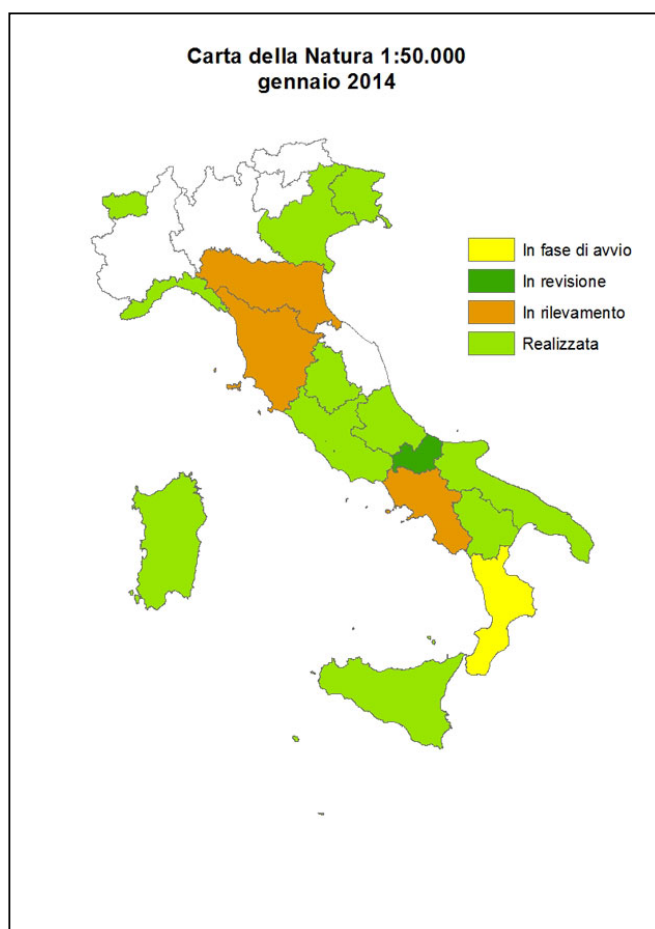 Carta della Natura 1:50.000
gennaio 2014
In fase di avvio
In revisione
In rilevamento
Realizzata